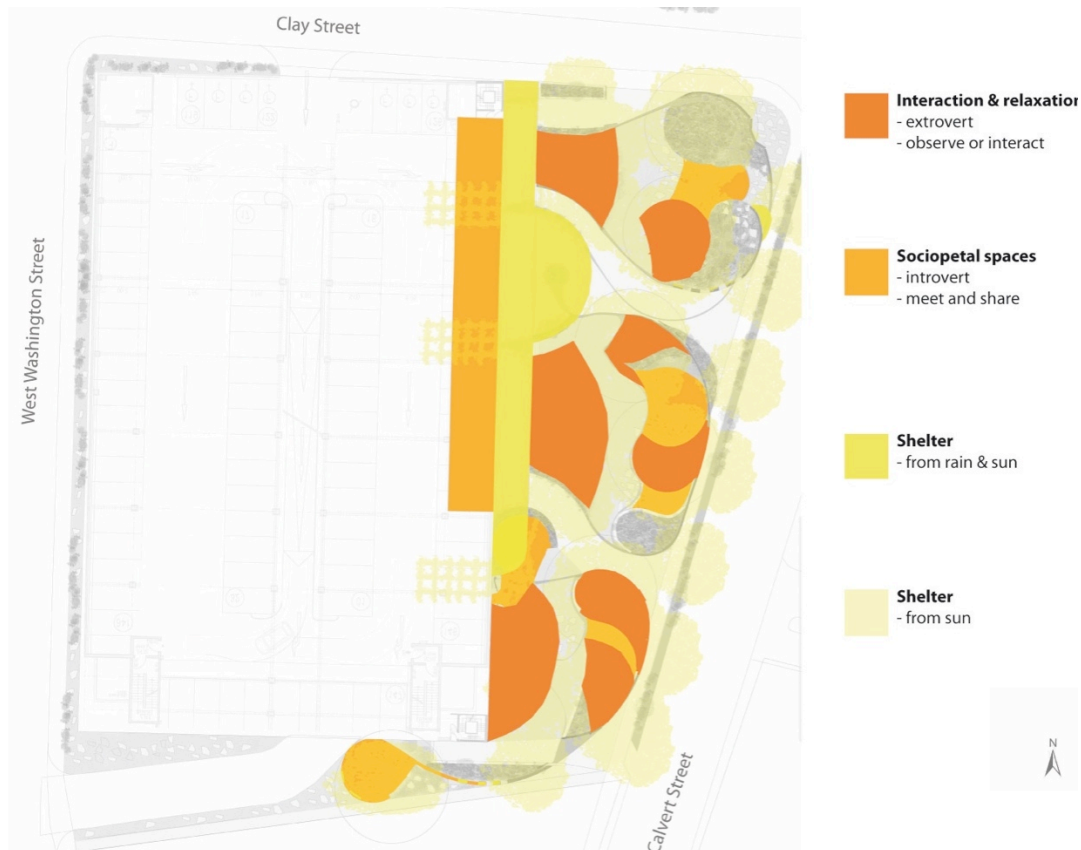 Clay Street
West Washington Street
Calvert Street
Interaction & relaxation
- extrovert
- observe or interact
Sociopetal spaces
- introvert
- meet and share
Shelter
- from rain & sun
Shelter
- from sun
N